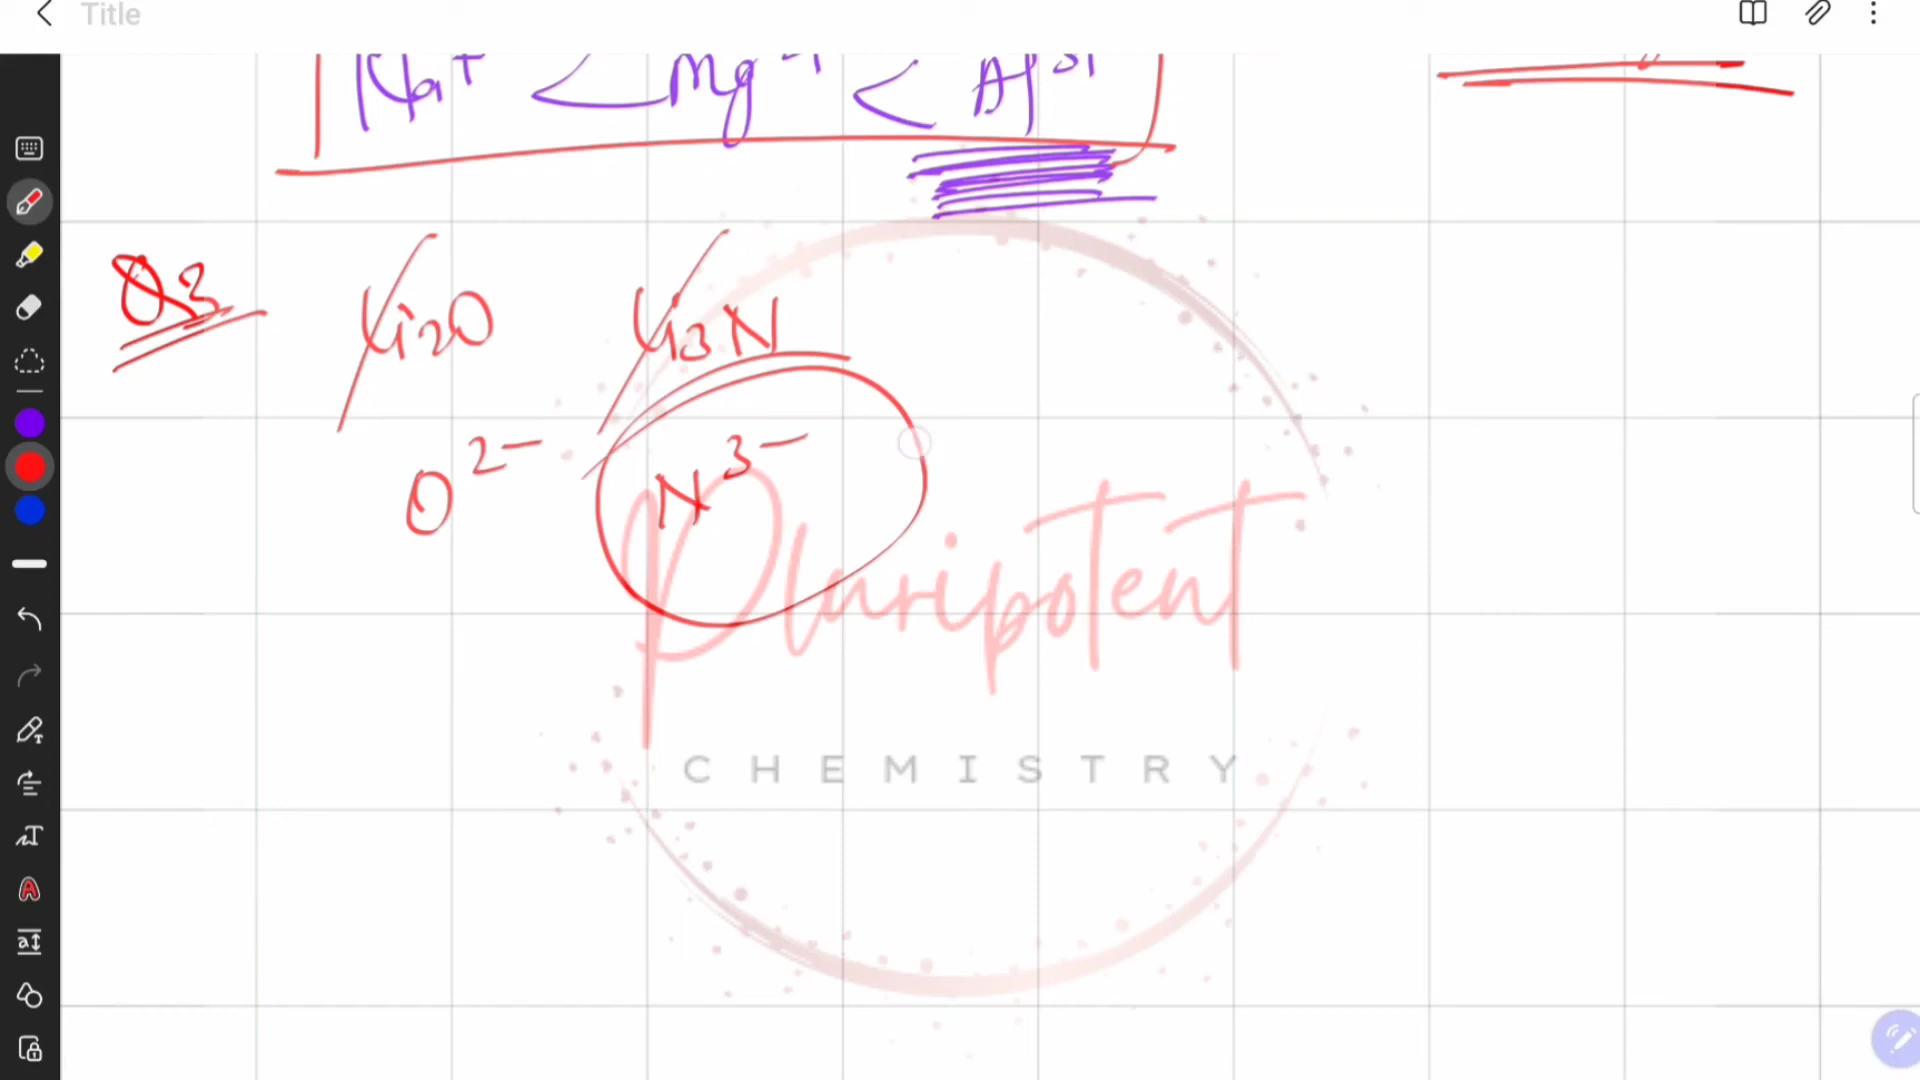 Title
Na+ < Mg2+ < Al3+
Q3 Li2O Li3N
O2- N3-
Pluripotent
CHEMISTRY